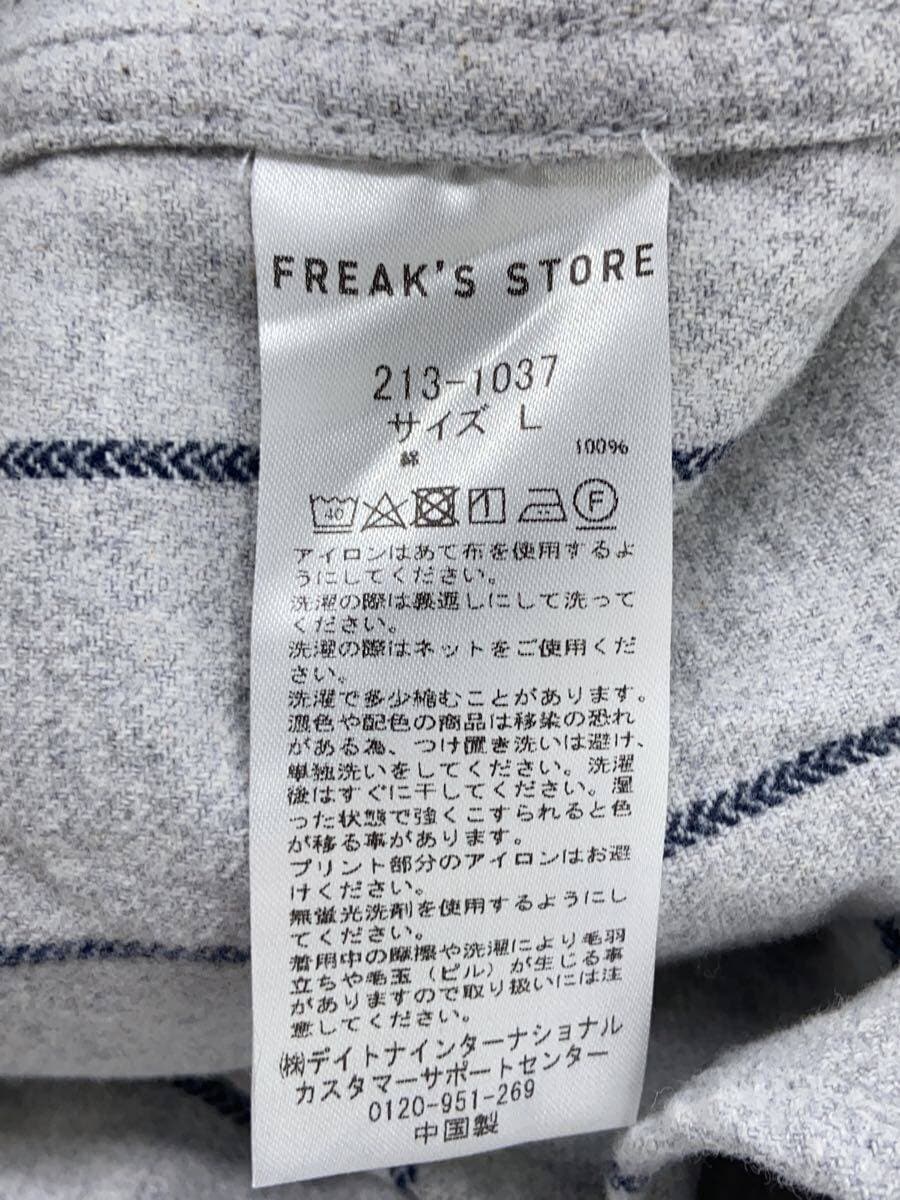 FREAK'S STORE
213-1037
サイズ L
綿 100%
40 F
アイロンはあて布を使用するよ
うにしてください。
洗濯の際は裏返しにして洗って
ください。
洗濯の際はネットをご使用くだ
さい。
洗濯で多少縮むことがあります。
濃色や配色の商品は移染の恐れ
がある為、つけ置き洗いは避け、
単独洗いをしてください。洗濯
後はすぐに干してください。湿
った状態で強くこすられると色
が移る事があります。
プリント部分のアイロンはお避
けください。
無蛍光洗剤を使用するようにし
てください。
着用中の摩擦や洗濯により毛羽
立ちや毛玉（ピル）が生じる事
がありますので取り扱いには注
意してください。
㈱デイトナインターナショナル
カスタマーサポートセンター
0120-951-269
中国製